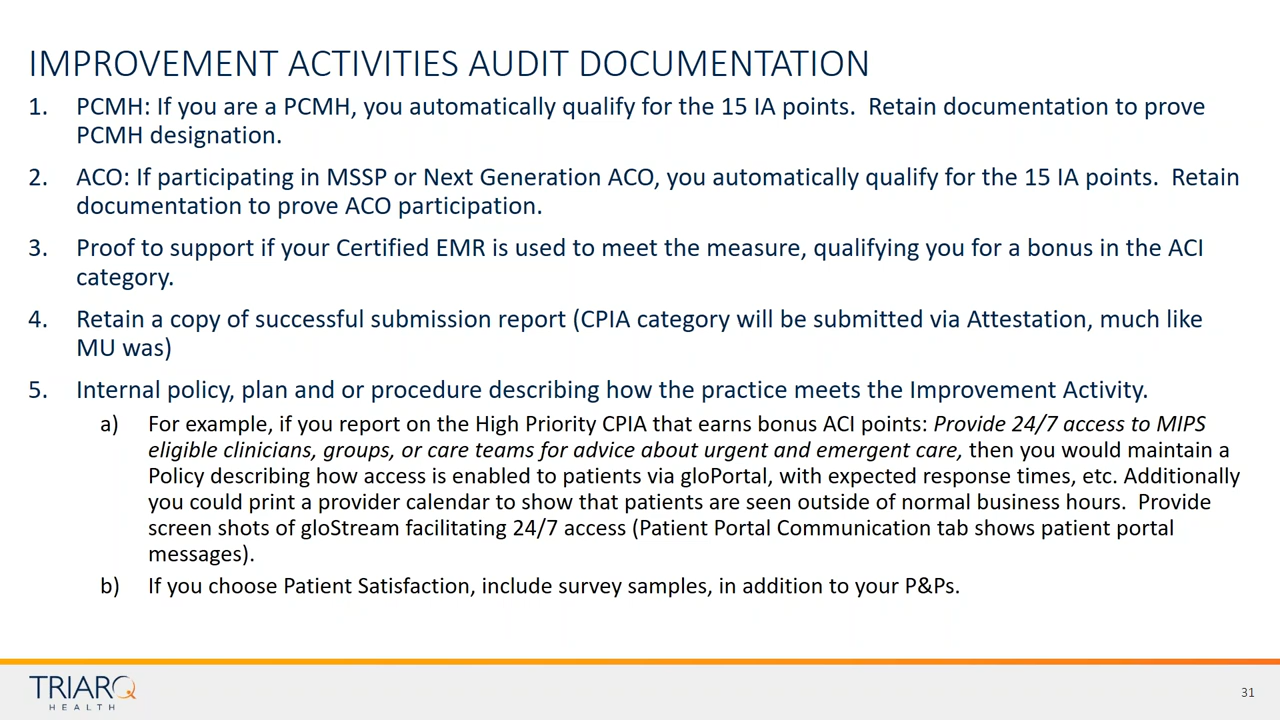 IMPROVEMENT ACTIVITIES AUDIT DOCUMENTATION
1. PCMH: If you are a PCMH, you automatically qualify for the 15 IA points.  Retain documentation to prove
PCMH designation.
2. ACO: If participating in MSSP or Next Generation ACO, you automatically qualify for the 15 IA points.  Retain
documentation to prove ACO participation.
3. Proof to support if your Certified EMR is used to meet the measure, qualifying you for a bonus in the ACI
category.
4. Retain a copy of successful submission report (CPIA category will be submitted via Attestation, much like
MU was)
5. Internal policy, plan and or procedure describing how the practice meets the Improvement Activity.
a) For example, if you report on the High Priority CPIA that earns bonus ACI points: Provide 24/7 access to MIPS
eligible clinicians, groups, or care teams for advice about urgent and emergent care, then you would maintain a
Policy describing how access is enabled to patients via gloPortal, with expected response times, etc. Additionally
you could print a provider calendar to show that patients are seen outside of normal business hours.  Provide
screen shots of gloStream facilitating 24/7 access (Patient Portal Communication tab shows patient portal
messages).
b) If you choose Patient Satisfaction, include survey samples, in addition to your P&Ps.
TRIARQ
HEALTH
31